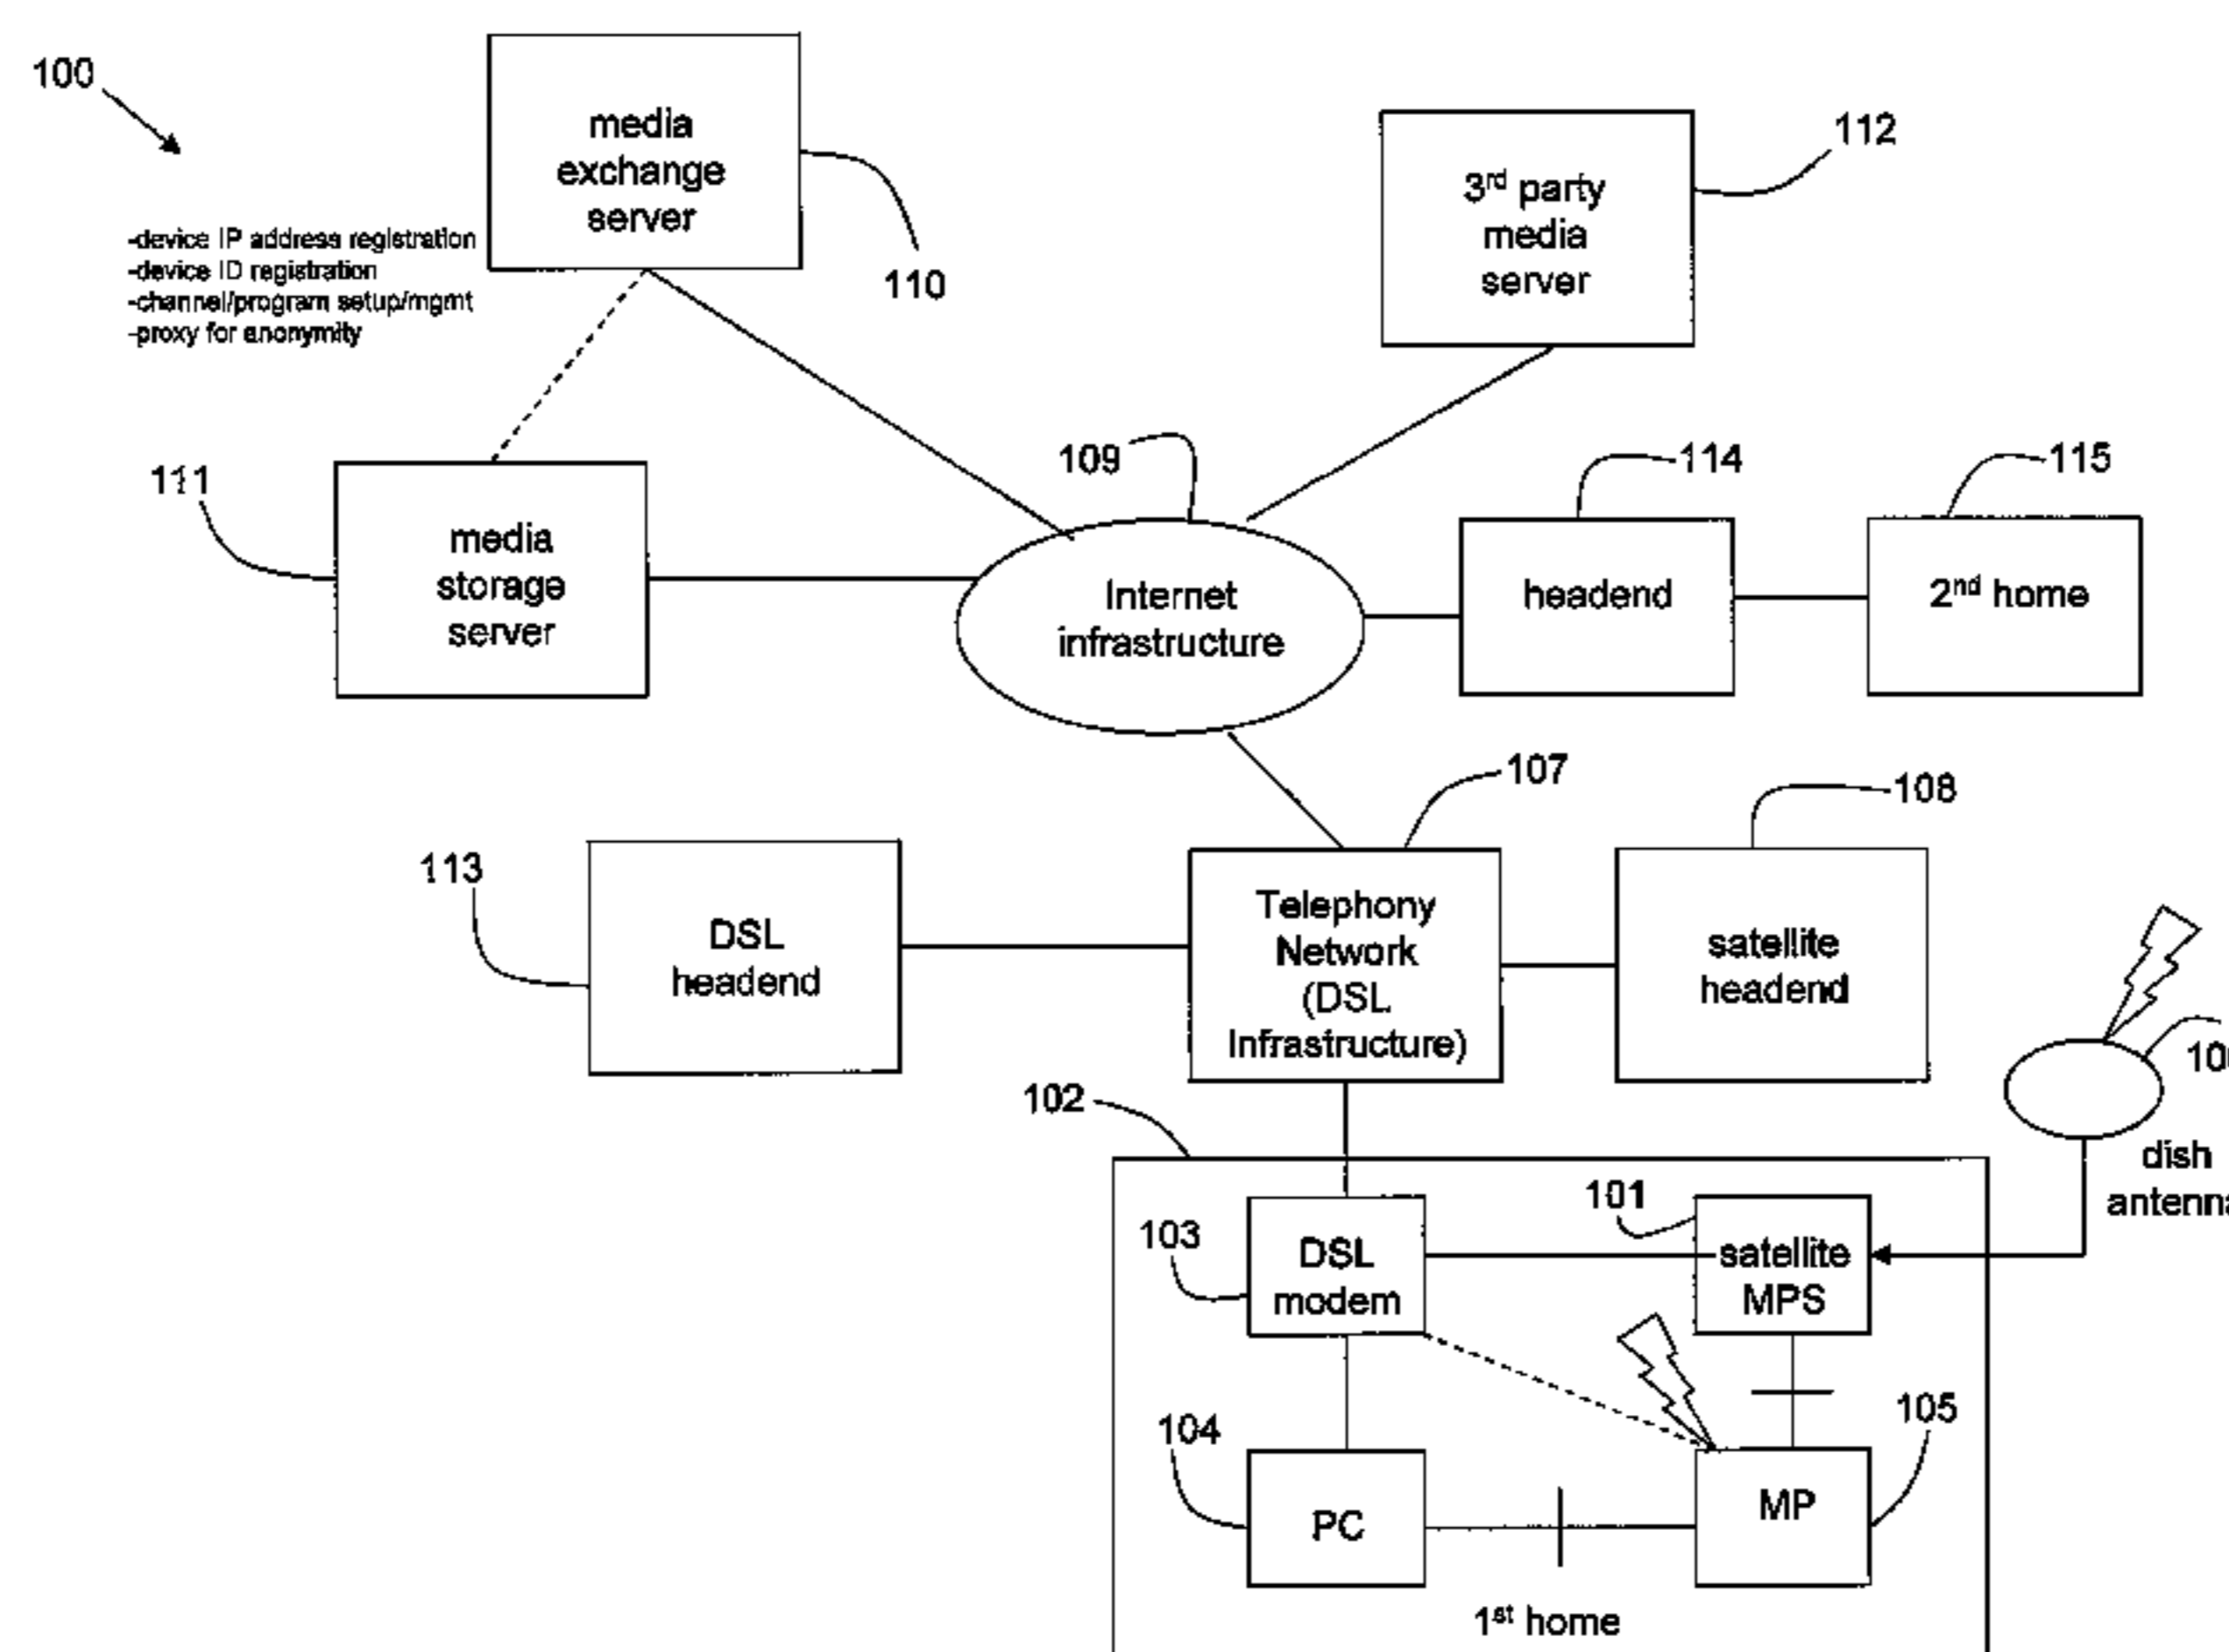 100
media
exchange
server
110
-device IP address registration
-device ID registration
-channel/program setup/mgmt
-proxy for anonymity
3rd party
media
server
112
111
media
storage
server
109
Internet
infrastructure
114
headend
115
2nd home
107
108
113
DSL
headend
Telephony
Network
(DSL
Infrastructure)
satellite
headend
dish
102
101
103
DSL
modem
satellite
MPS
104
PC
105
MP
1st home